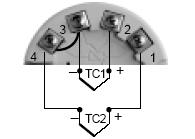 3 2
4 1
- TC1 +
- TC2 +